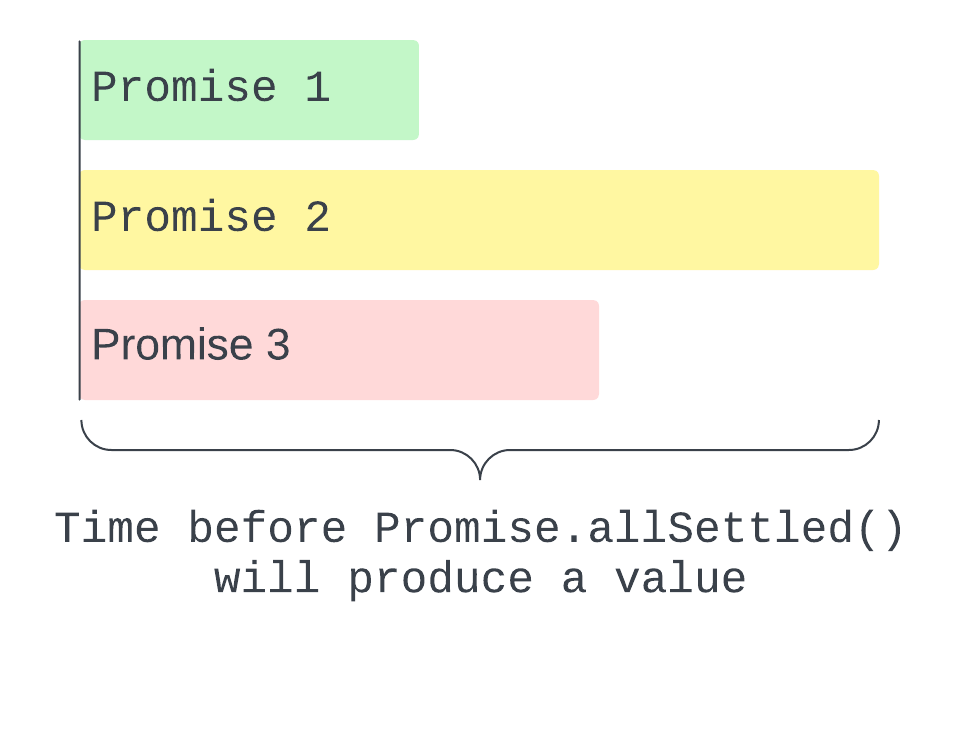 Promise 1
Promise 2
Promise 3
Time before Promise.allSettled()
will produce a value